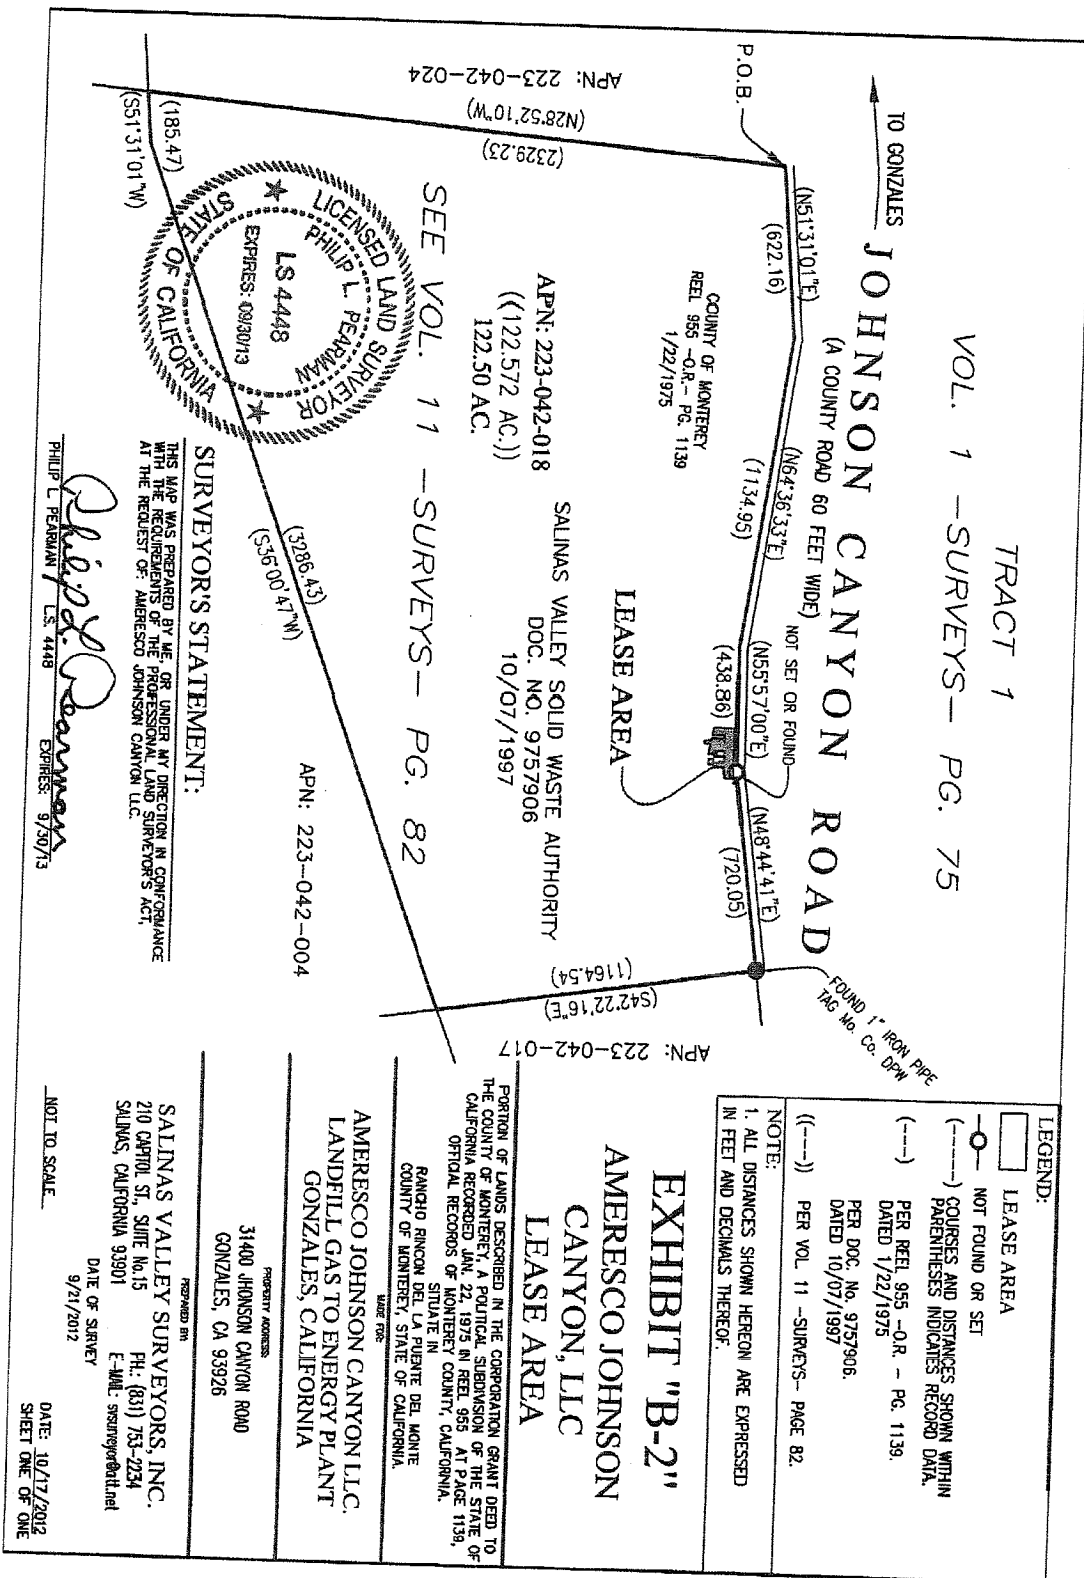 TRACT 1
VOL. 1 -SURVEYS- PG. 75
TO GONZALES
JOHNSON CANYON ROAD
(A COUNTY ROAD 60 FEET WIDE)
P.O.B.
(N51°31'01"E)
(622.16)
(N64°36'33"E)
(1134.95)
NOT SET OR FOUND
(N55°57'00"E)
(438.86)
(N48°44'41"E)
(720.05)
FOUND 1" IRON PIPE
TAG Mo. Co. DPW
COUNTY OF MONTEREY
REEL 955 -O.R.- PG. 1139
1/22/1975
LEASE AREA
APN: 223-042-024
(N28°52'10"W)
(2329.23)
APN: 223-042-018
((122.572 AC.))
122.50 AC.
SALINAS VALLEY SOLID WASTE AUTHORITY
DOC. NO. 9757906
10/07/1997
(1164.54)
(S42°22'16"E)
APN: 223-042-017
SEE VOL. 11 -SURVEYS- PG. 82
(185.47)
(S51°31'01"W)
(3286.43)
(S36°00'47"W)
APN: 223-042-004
LICENSED LAND SURVEYOR
PHILIP L. PEARMAN
LS 4448
EXPIRES: 09/30/13
STATE OF CALIFORNIA
SURVEYOR'S STATEMENT:
THIS MAP WAS PREPARED BY ME, OR UNDER MY DIRECTION IN CONFORMANCE
WITH THE REQUIREMENTS OF THE PROFESSIONAL LAND SURVEYOR'S ACT,
AT THE REQUEST OF: AMERESCO JOHNSON CANYON LLC.
Philip L. Pearman
PHILIP L. PEARMAN L.S. 4448 EXPIRES: 9/30/13
LEGEND:
LEASE AREA
NOT FOUND OR SET
(-----) COURSES AND DISTANCES SHOWN WITHIN
PARENTHESES INDICATES RECORD DATA.
(---) PER REEL 955 -O.R. - PG. 1139.
DATED 1/22/1975
PER DOC. No. 9757906.
DATED 10/07/1997
((----)) PER VOL. 11 -SURVEYS- PAGE 82.
NOTE:
1. ALL DISTANCES SHOWN HEREON ARE EXPRESSED
IN FEET AND DECIMALS THEREOF.
EXHIBIT "B-2"
AMERESCO JOHNSON
CANYON, LLC
LEASE AREA
PORTION OF LANDS DESCRIBED IN THE CORPORATION GRANT DEED TO
THE COUNTY OF MONTEREY, A POLITICAL SUBDIVISION OF THE STATE OF
CALIFORNIA RECORDED JAN. 22, 1975 IN REEL 955 AT PAGE 1139,
OFFICIAL RECORDS OF MONTEREY COUNTY, CALIFORNIA.
SITUATE IN
RANCHO RINCON DEL LA PUENTE DEL MONTE
COUNTY OF MONTEREY, STATE OF CALIFORNIA.
MADE FOR:
AMERESCO JOHNSON CANYON LLC.
LANDFILL GAS TO ENERGY PLANT
GONZALES, CALIFORNIA
PROPERTY ADDRESS:
31400 JHONSON CANYON ROAD
GONZALES, CA 93926
PREPARED BY:
SALINAS VALLEY SURVEYORS, INC.
210 CAPITOL ST., SUITE No.15 PH.: (831) 753-2234
SALINAS, CALIFORNIA 93901 E-MAIL: svsurveyor@att.net
DATE OF SURVEY
9/21/2012
NOT TO SCALE
DATE: 10/17/2012
SHEET ONE OF ONE